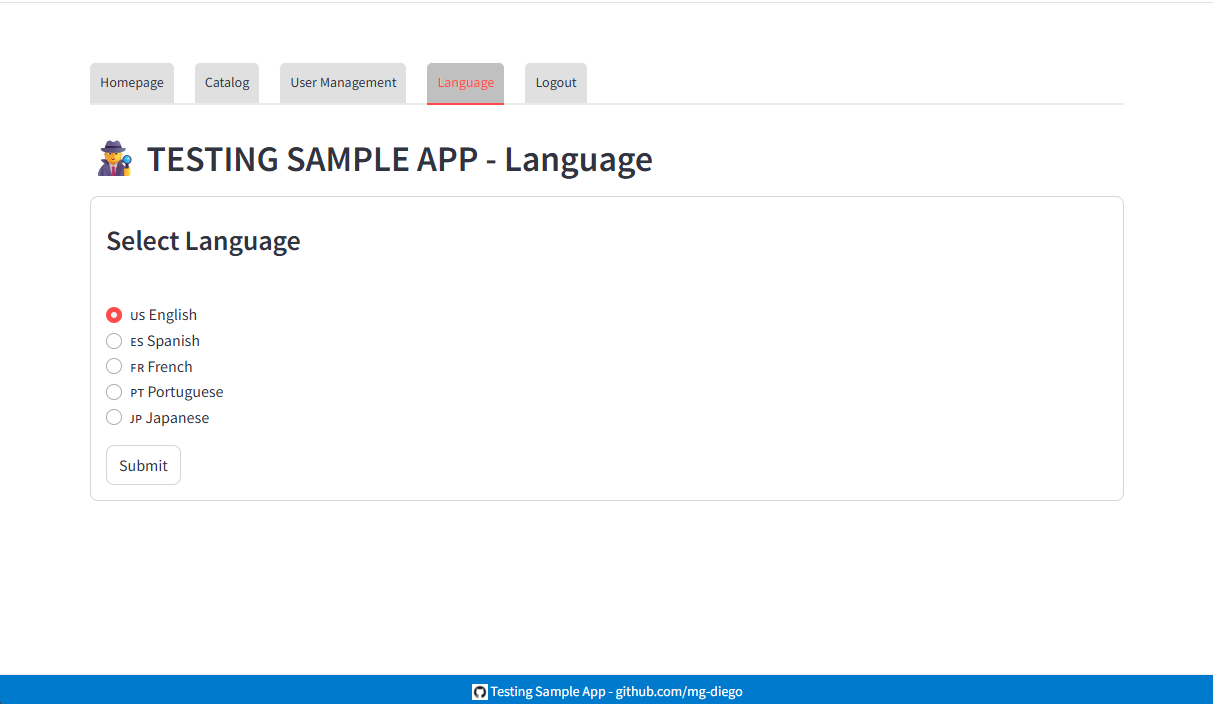 Homepage Catalog User Management Language Logout
TESTING SAMPLE APP - Language
Select Language
US English
ES Spanish
FR French
PT Portuguese
JP Japanese
Submit
Testing Sample App - github.com/mg-diego